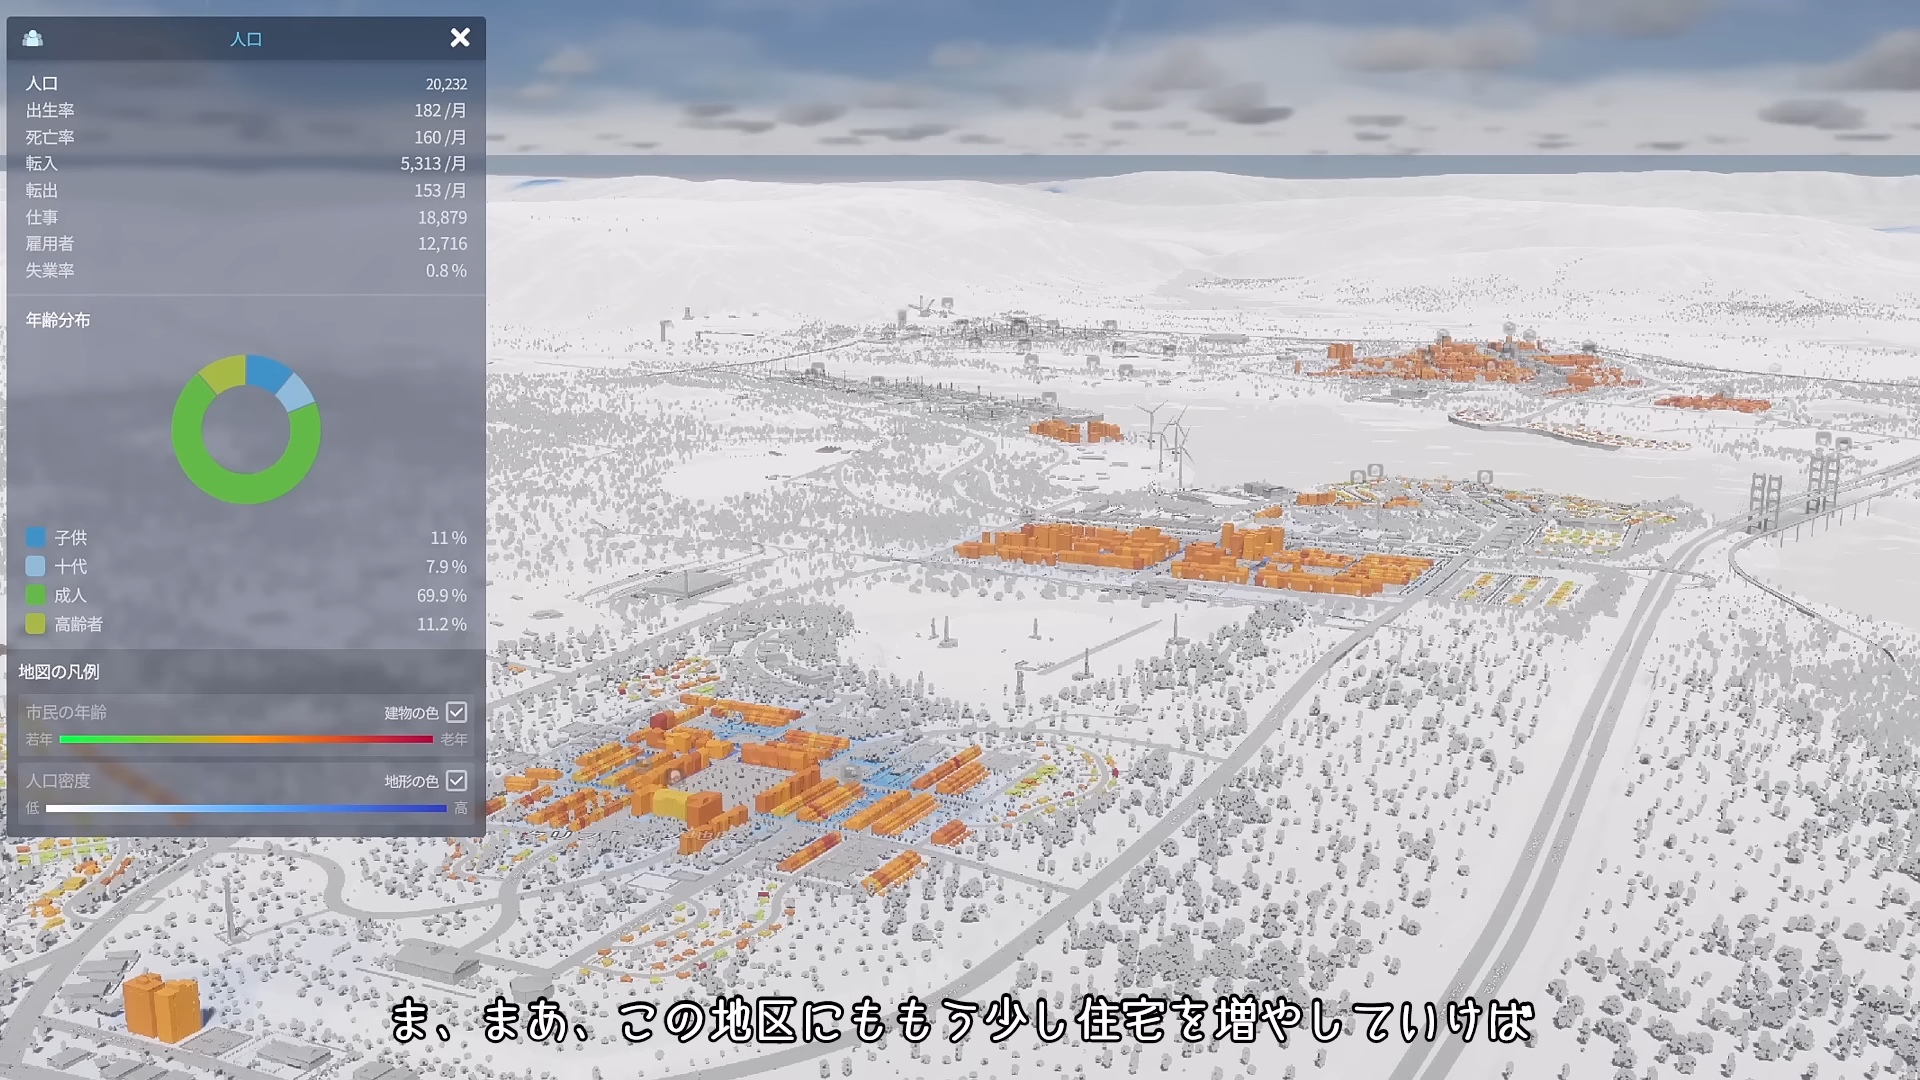 人口
人口 20,232
出生率 182 /月
死亡率 160 /月
転入 5,313 /月
転出 153 /月
仕事 18,879
雇用者 12,716
失業率 0.8 %
年齢分布
子供 11 %
十代 7.9 %
成人 69.9 %
高齢者 11.2 %
地図の凡例
市民の年齢 建物の色
若年 老年
人口密度 地形の色
低 高
ま、まあ、この地区にももう少し住宅を増やしていけば